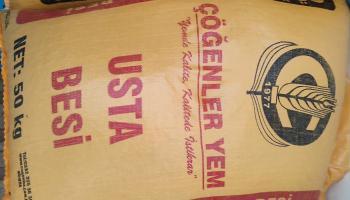 1977
ÇÖĞENLER YEM
"Yemde Kalite, Kalitede İstikrar"
USTA
BESİ
NET: 50 kg